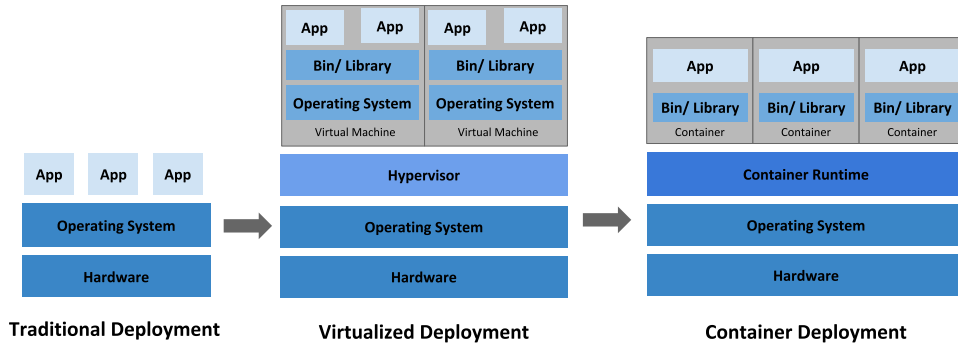 App
App
App
Operating System
Hardware
Traditional Deployment
App
App
Bin/ Library
Operating System
Virtual Machine
App
App
Bin/ Library
Operating System
Virtual Machine
Hypervisor
Operating System
Hardware
Virtualized Deployment
App
Bin/ Library
Container
App
Bin/ Library
Container
App
Bin/ Library
Container
Container Runtime
Operating System
Hardware
Container Deployment